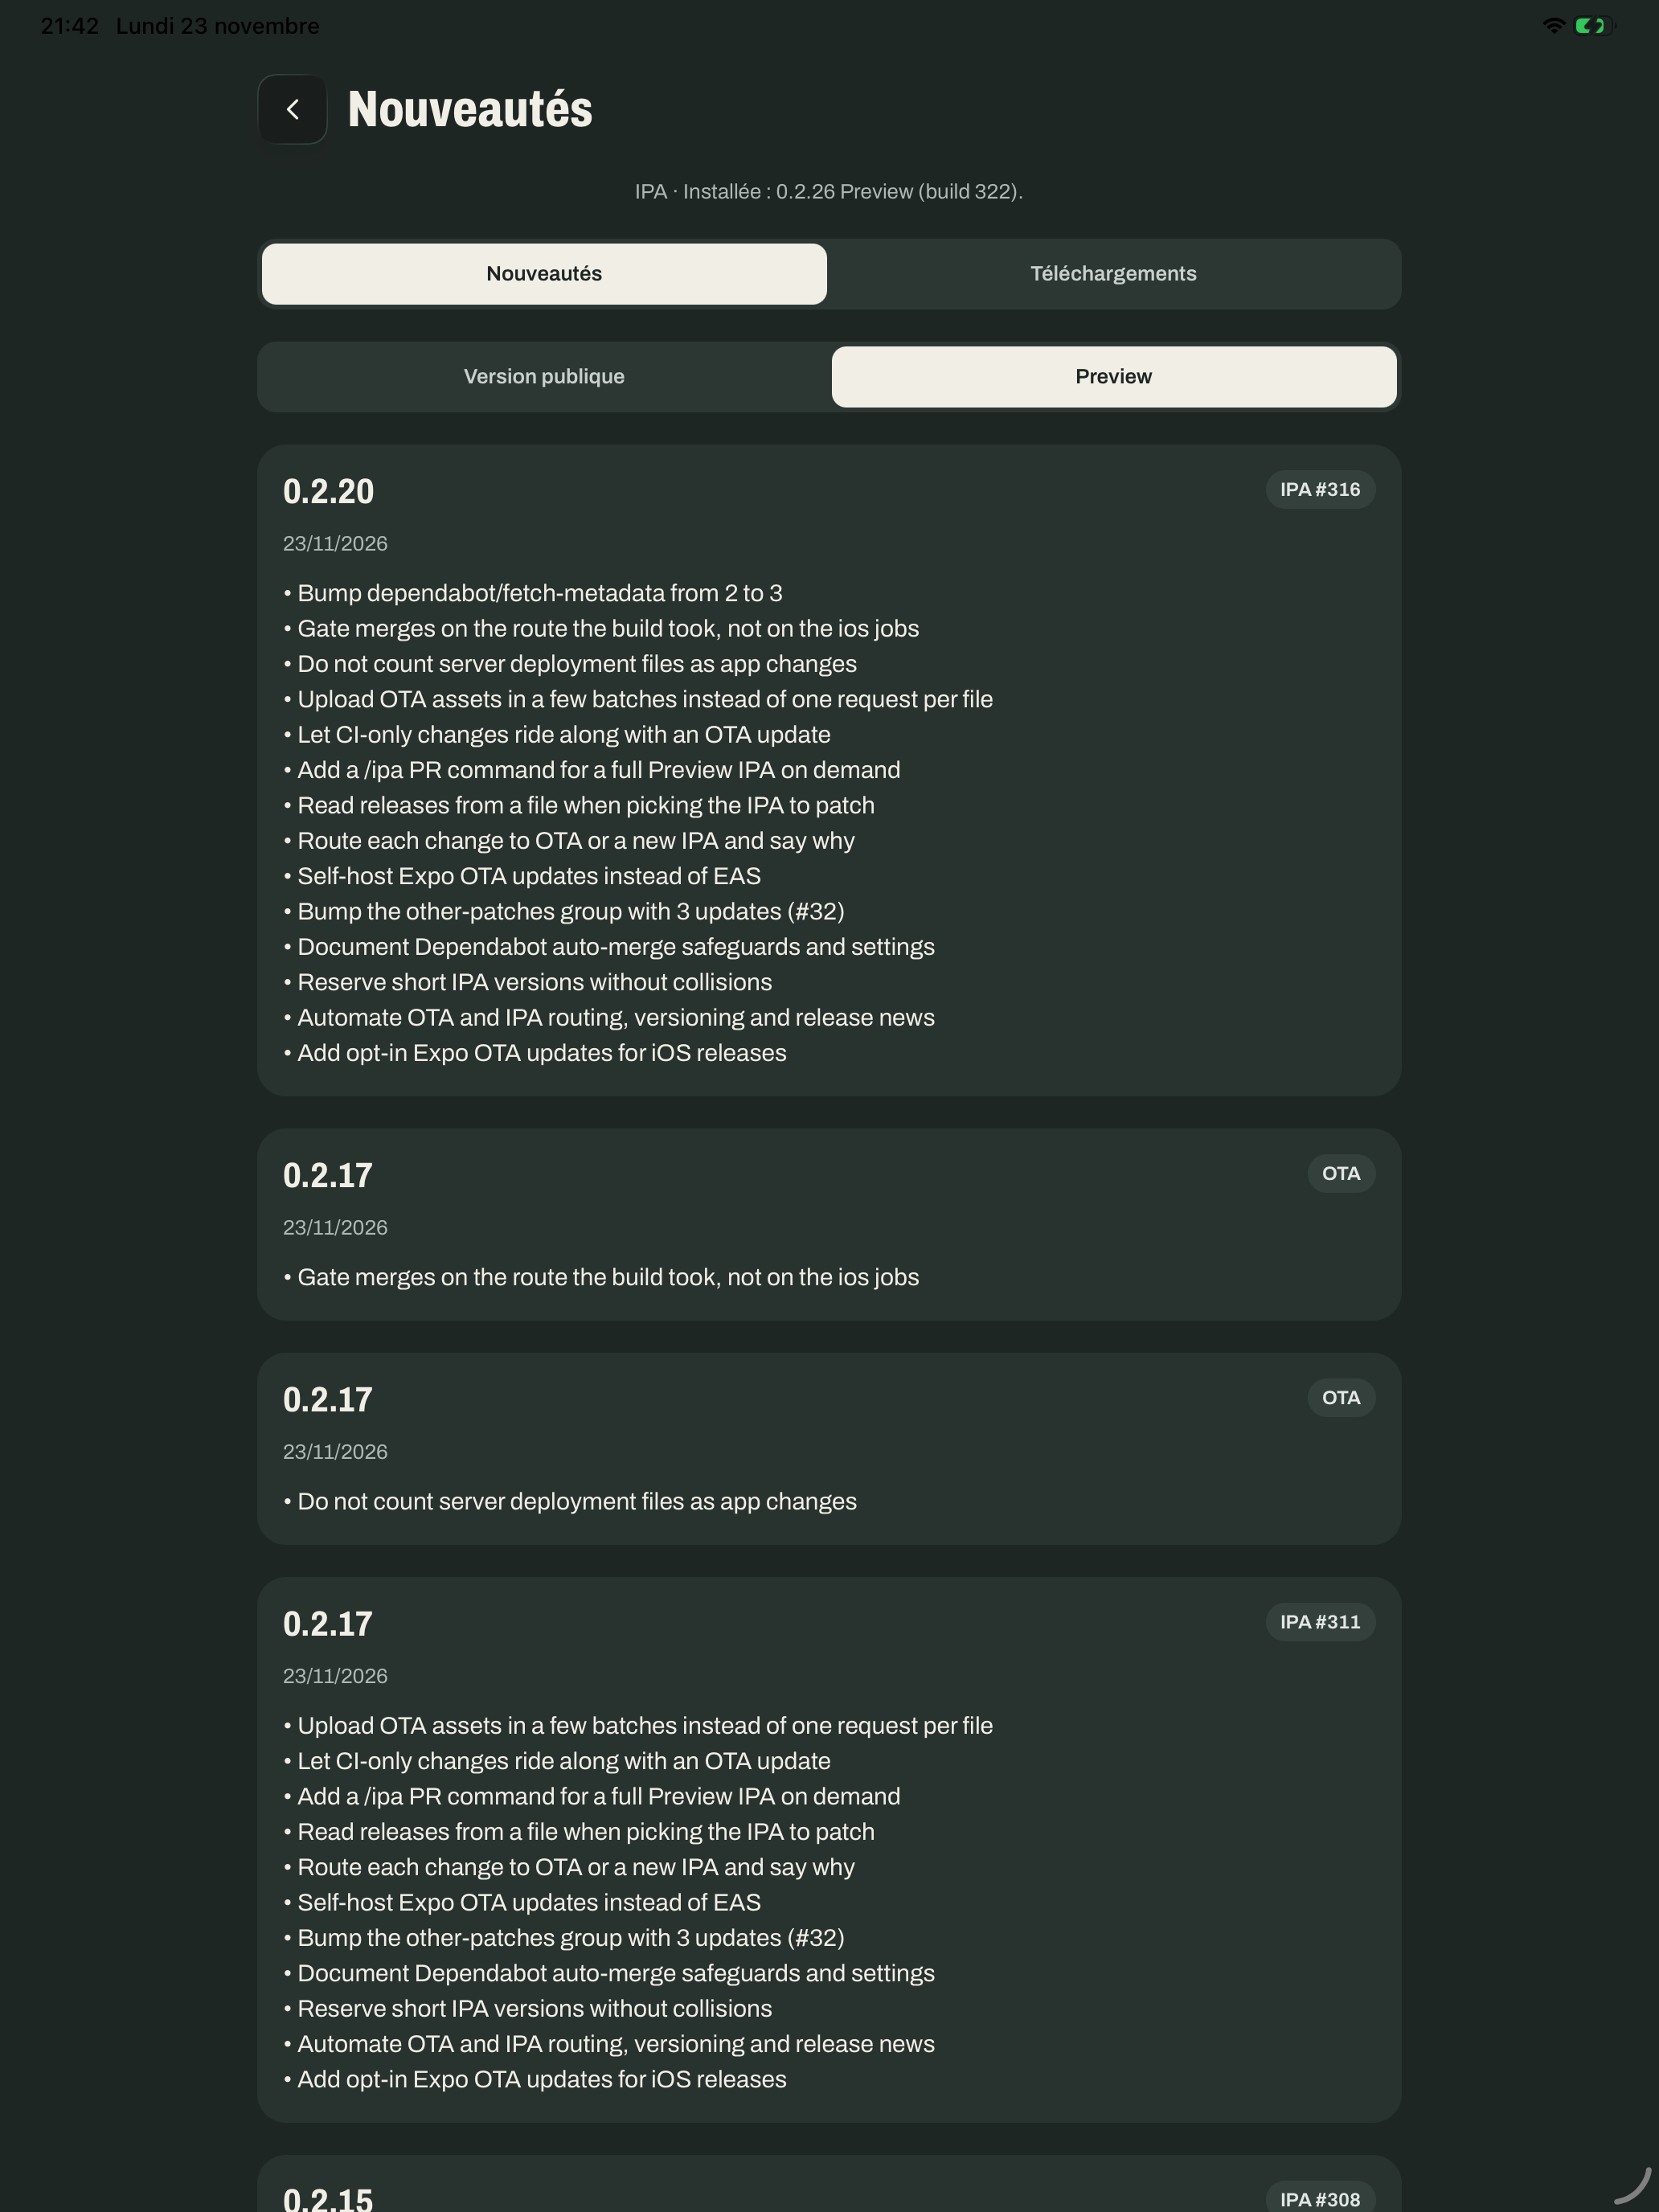 21:42 Lundi 23 novembre
Nouveautés
IPA · Installée : 0.2.26 Preview (build 322).
Nouveautés Téléchargements
Version publique Preview
0.2.20 IPA #316
23/11/2026
• Bump dependabot/fetch-metadata from 2 to 3
• Gate merges on the route the build took, not on the ios jobs
• Do not count server deployment files as app changes
• Upload OTA assets in a few batches instead of one request per file
• Let CI-only changes ride along with an OTA update
• Add a /ipa PR command for a full Preview IPA on demand
• Read releases from a file when picking the IPA to patch
• Route each change to OTA or a new IPA and say why
• Self-host Expo OTA updates instead of EAS
• Bump the other-patches group with 3 updates (#32)
• Document Dependabot auto-merge safeguards and settings
• Reserve short IPA versions without collisions
• Automate OTA and IPA routing, versioning and release news
• Add opt-in Expo OTA updates for iOS releases
0.2.17 OTA
23/11/2026
• Gate merges on the route the build took, not on the ios jobs
0.2.17 OTA
23/11/2026
• Do not count server deployment files as app changes
0.2.17 IPA #311
23/11/2026
• Upload OTA assets in a few batches instead of one request per file
• Let CI-only changes ride along with an OTA update
• Add a /ipa PR command for a full Preview IPA on demand
• Read releases from a file when picking the IPA to patch
• Route each change to OTA or a new IPA and say why
• Self-host Expo OTA updates instead of EAS
• Bump the other-patches group with 3 updates (#32)
• Document Dependabot auto-merge safeguards and settings
• Reserve short IPA versions without collisions
• Automate OTA and IPA routing, versioning and release news
• Add opt-in Expo OTA updates for iOS releases
0.2.15 IPA #308